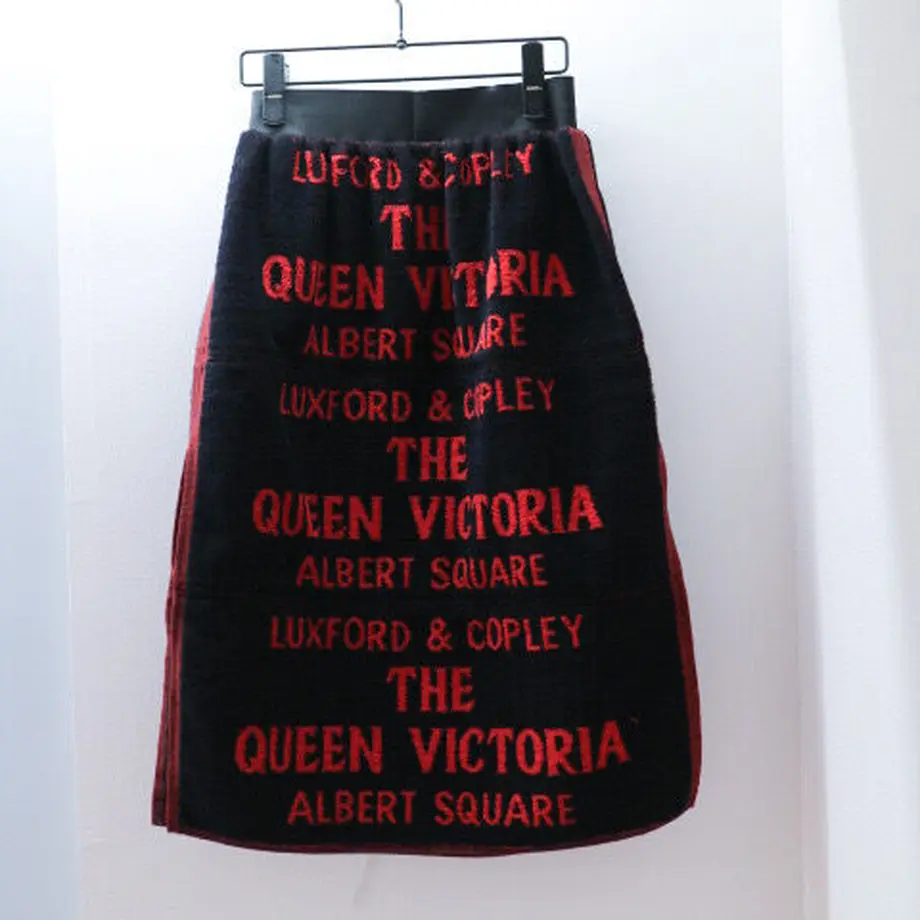 LUFORD & COPLEY
THE
QUEEN VICTORIA
ALBERT SQUARE
LUXFORD & COPLEY
THE
QUEEN VICTORIA
ALBERT SQUARE
LUXFORD & COPLEY
THE
QUEEN VICTORIA
ALBERT SQUARE